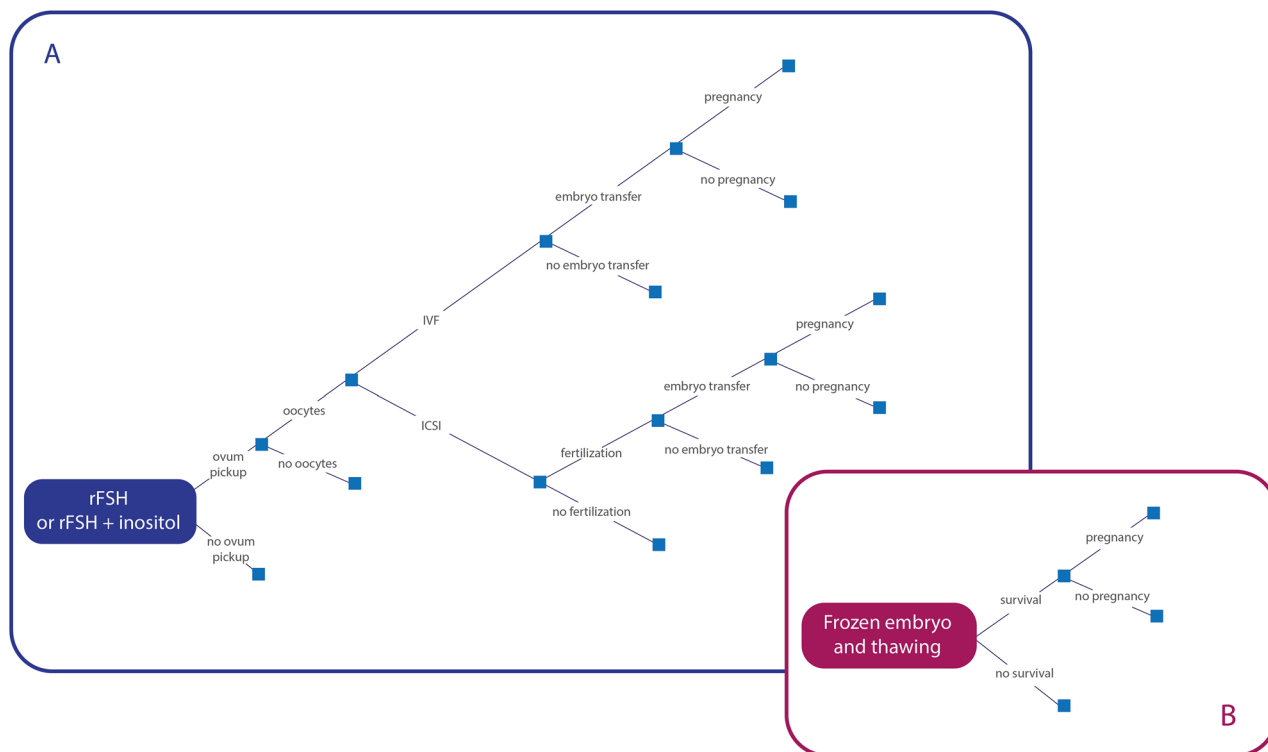 A
pregnancy
no pregnancy
embryo transfer
no embryo transfer
IVF
pregnancy
no pregnancy
embryo transfer
no embryo transfer
oocytes
ICSI
fertilization
no fertilization
ovum
pickup
no oocytes
rFSH
or rFSH + inositol
no ovum
pickup
pregnancy
no pregnancy
survival
Frozen embryo
and thawing
no survival
B